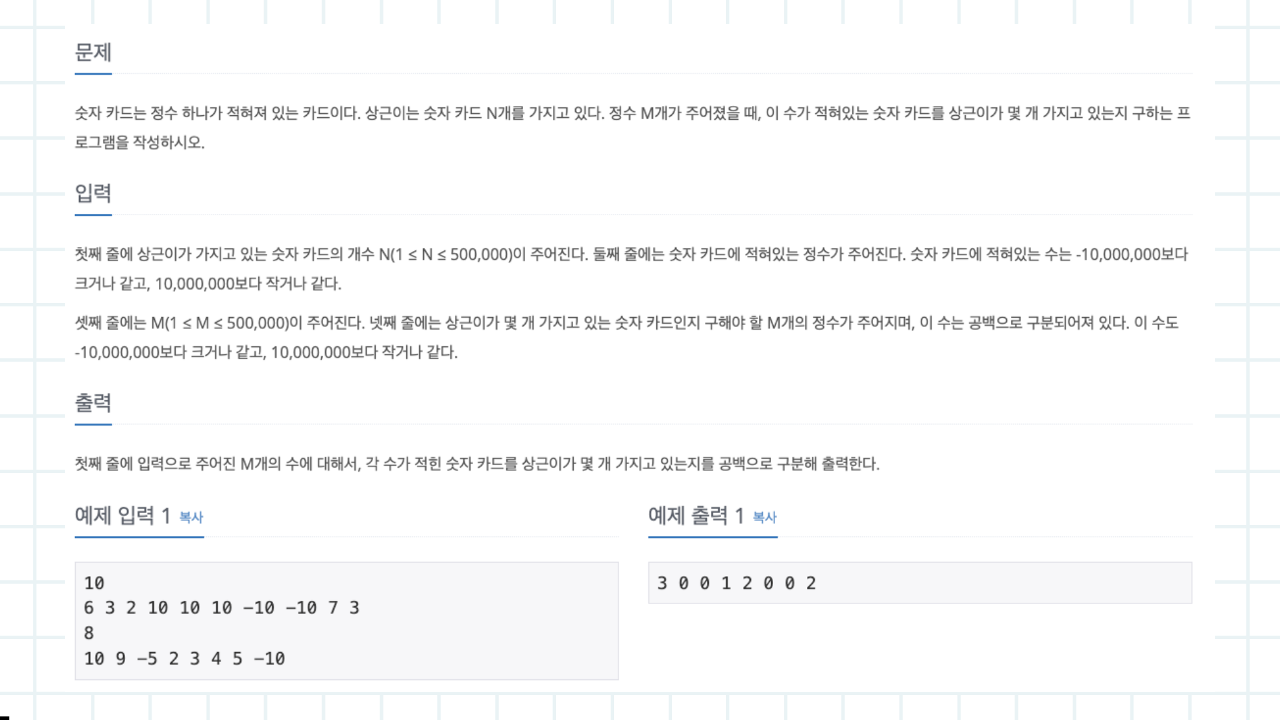 문제
숫자 카드는 정수 하나가 적혀져 있는 카드이다. 상근이는 숫자 카드 N개를 가지고 있다. 정수 M개가 주어졌을 때, 이 수가 적혀있는 숫자 카드를 상근이가 몇 개 가지고 있는지 구하는 프
로그램을 작성하시오.
입력
첫째 줄에 상근이가 가지고 있는 숫자 카드의 개수 N(1 ≤ N ≤ 500,000)이 주어진다. 둘째 줄에는 숫자 카드에 적혀있는 정수가 주어진다. 숫자 카드에 적혀있는 수는 -10,000,000보다
크거나 같고, 10,000,000보다 작거나 같다.
셋째 줄에는 M(1 ≤ M ≤ 500,000)이 주어진다. 넷째 줄에는 상근이가 몇 개 가지고 있는 숫자 카드인지 구해야 할 M개의 정수가 주어지며, 이 수는 공백으로 구분되어져 있다. 이 수도
-10,000,000보다 크거나 같고, 10,000,000보다 작거나 같다.
출력
첫째 줄에 입력으로 주어진 M개의 수에 대해서, 각 수가 적힌 숫자 카드를 상근이가 몇 개 가지고 있는지를 공백으로 구분해 출력한다.
예제 입력 1 복사
10
6 3 2 10 10 10 -10 -10 7 3
8
10 9 -5 2 3 4 5 -10
예제 출력 1 복사
3 0 0 1 2 0 0 2